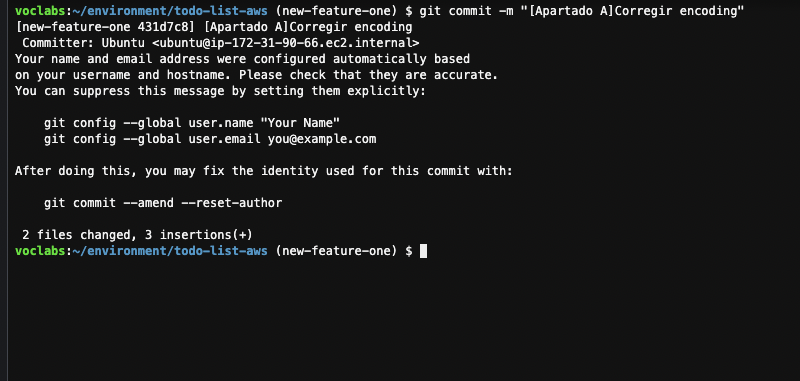 voclabs:~/environment/todo-list-aws (new-feature-one) $ git commit -m "[Apartado A]Corregir encoding"
[new-feature-one 431d7c8] [Apartado A]Corregir encoding
 Committer: Ubuntu <ubuntu@ip-172-31-90-66.ec2.internal>
Your name and email address were configured automatically based
on your username and hostname. Please check that they are accurate.
You can suppress this message by setting them explicitly:

    git config --global user.name "Your Name"
    git config --global user.email you@example.com

After doing this, you may fix the identity used for this commit with:

    git commit --amend --reset-author

 2 files changed, 3 insertions(+)
voclabs:~/environment/todo-list-aws (new-feature-one) $